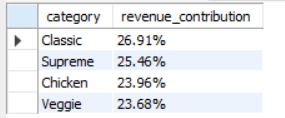 category revenue_contribution
Classic 26.91%
Supreme 25.46%
Chicken 23.96%
Veggie 23.68%